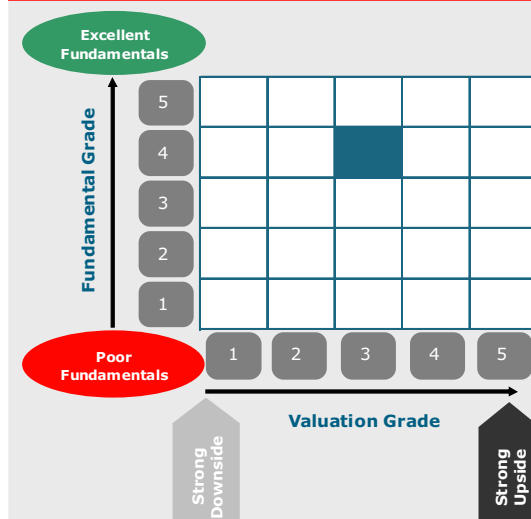 Excellent
Fundamentals
Fundamental Grade
5
4
3
2
1
Poor
Fundamentals
1
2
3
4
5
Valuation Grade
Strong
Downside
Strong
Upside